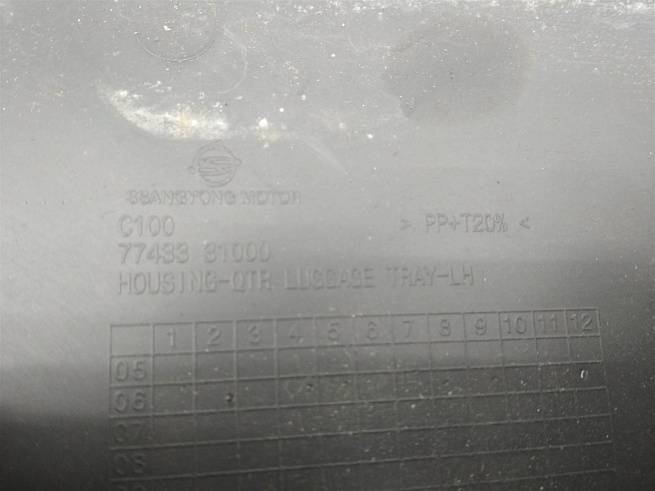 SSANGYONG MOTOR
C100
> PP+T20% <
77433 31000
HOUSING-QTR LUGGAGE TRAY-LH
1 2 3 4 5 6 7 8 9 10 11 12
05
06
07
08